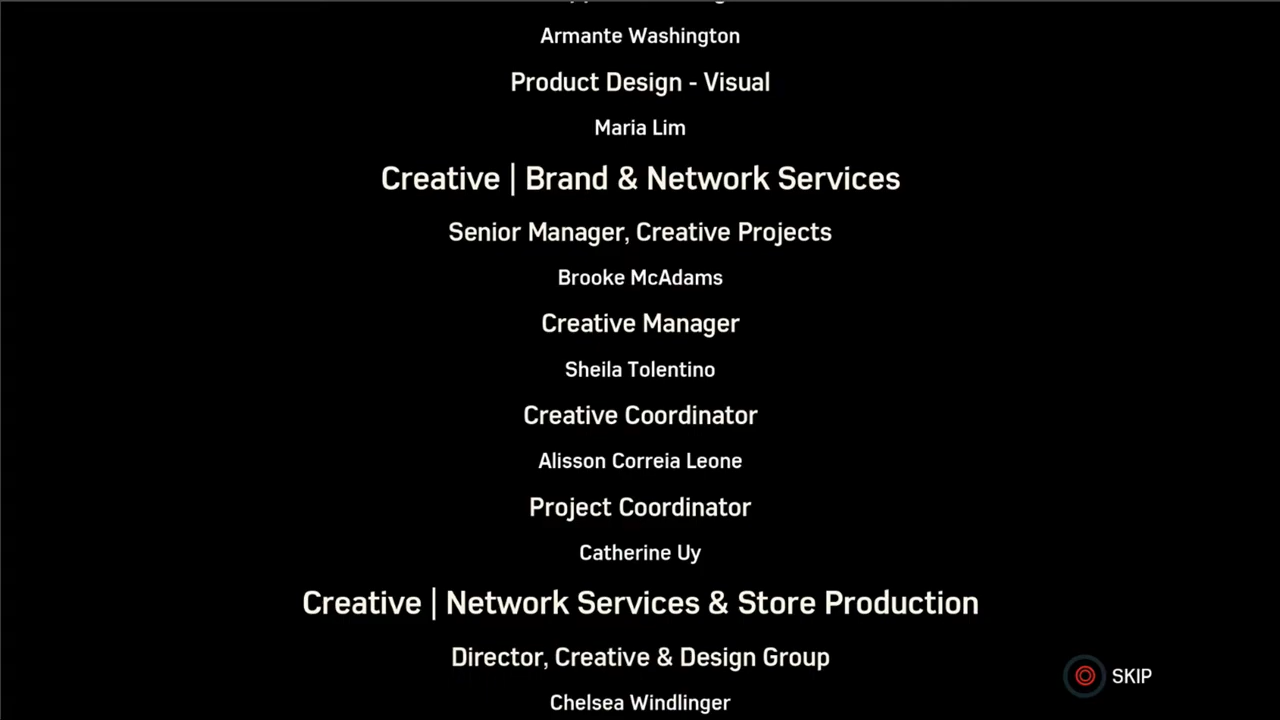 Armante Washington
Product Design - Visual
Maria Lim
Creative | Brand & Network Services
Senior Manager, Creative Projects
Brooke McAdams
Creative Manager
Sheila Tolentino
Creative Coordinator
Alisson Correia Leone
Project Coordinator
Catherine Uy
Creative | Network Services & Store Production
Director, Creative & Design Group
SKIP
Chelsea Windlinger